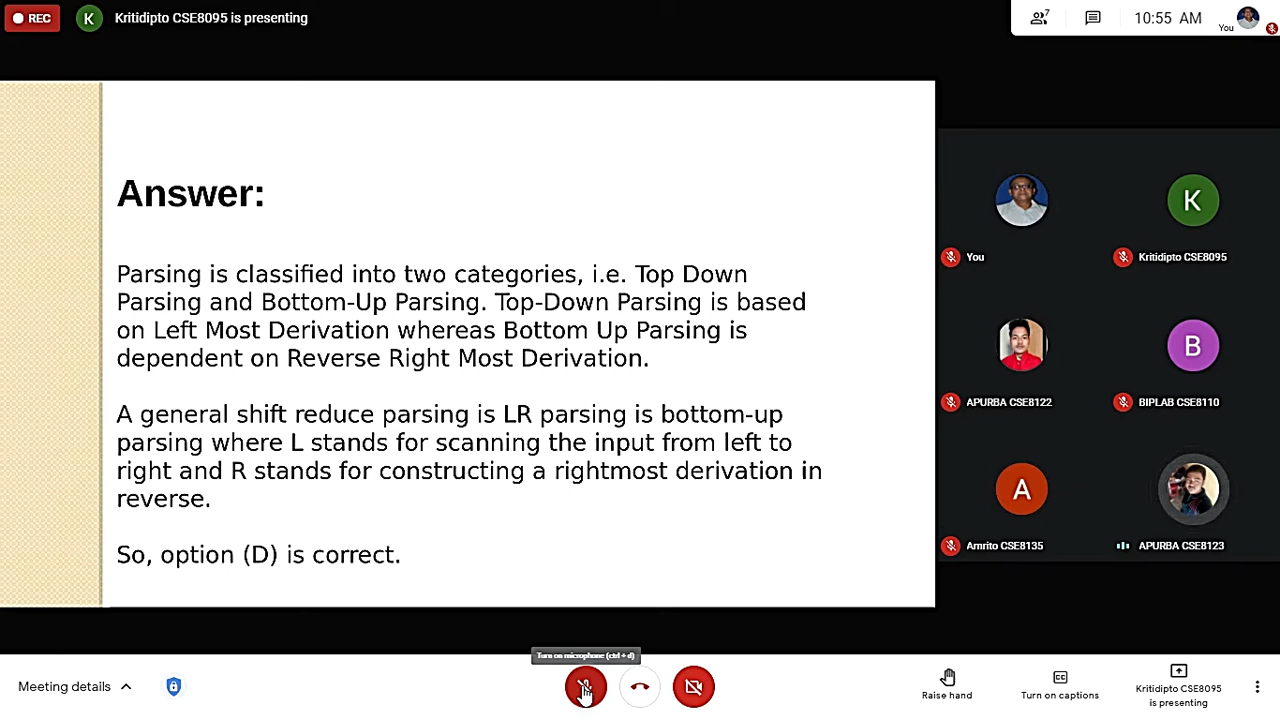 REC
K
Kritidipto CSE8095 is presenting
7
10:55 AM
You
Answer:
Parsing is classified into two categories, i.e. Top Down
Parsing and Bottom-Up Parsing. Top-Down Parsing is based
on Left Most Derivation whereas Bottom Up Parsing is
dependent on Reverse Right Most Derivation.
A general shift reduce parsing is LR parsing is bottom-up
parsing where L stands for scanning the input from left to
right and R stands for constructing a rightmost derivation in
reverse.
So, option (D) is correct.
You
K
Kritidipto CSE8095
APURBA CSE8122
B
BIPLAB CSE8110
A
Amrito CSE8135
APURBA CSE8123
Turn on microphone (ctrl + d)
Meeting details
Raise hand
Turn on captions
Kritidipto CSE8095
is presenting